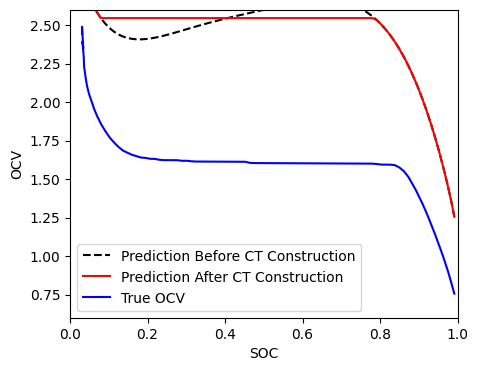 2.50
2.25
2.00
1.75
1.50
1.25
1.00
0.75
OCV
Prediction Before CT Construction
Prediction After CT Construction
True OCV
0.0 0.2 0.4 0.6 0.8 1.0
SOC